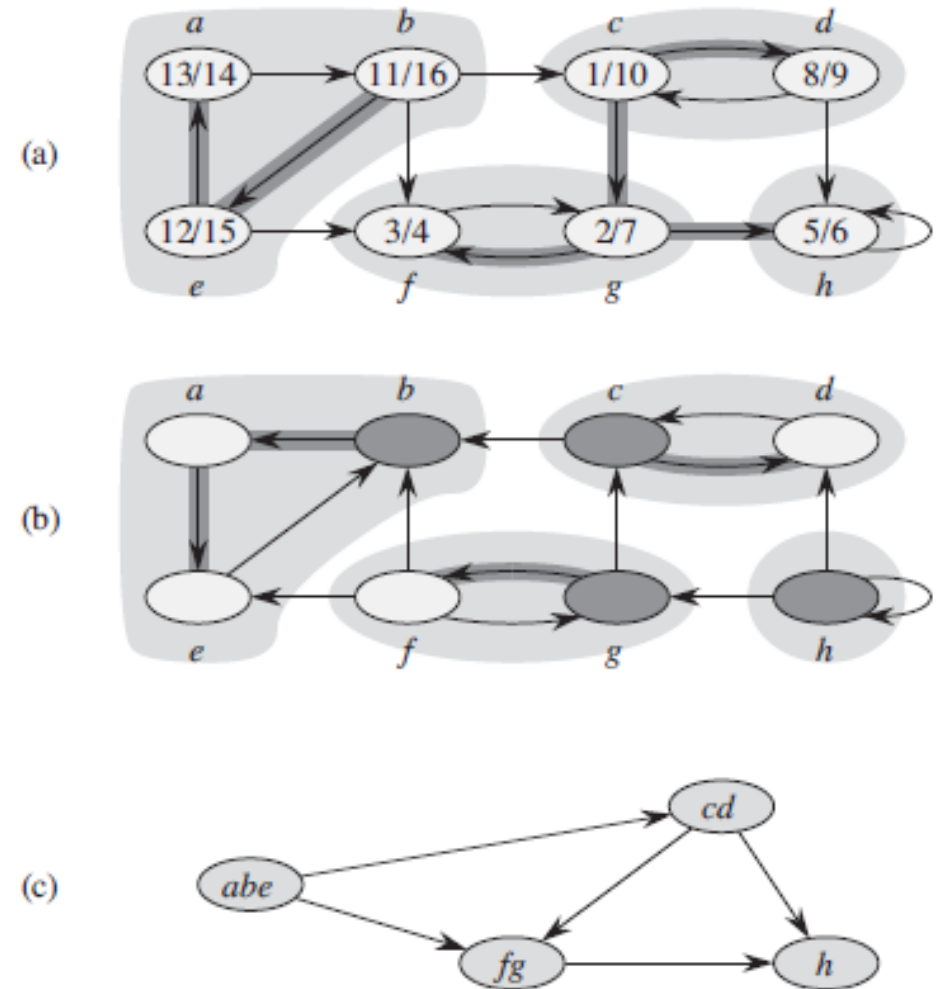 a b c d
(a) 13/14 11/16 1/10 8/9
12/15 3/4 2/7 5/6
e f g h
a b c d
(b)
e f g h
cd
(c) abe
fg h